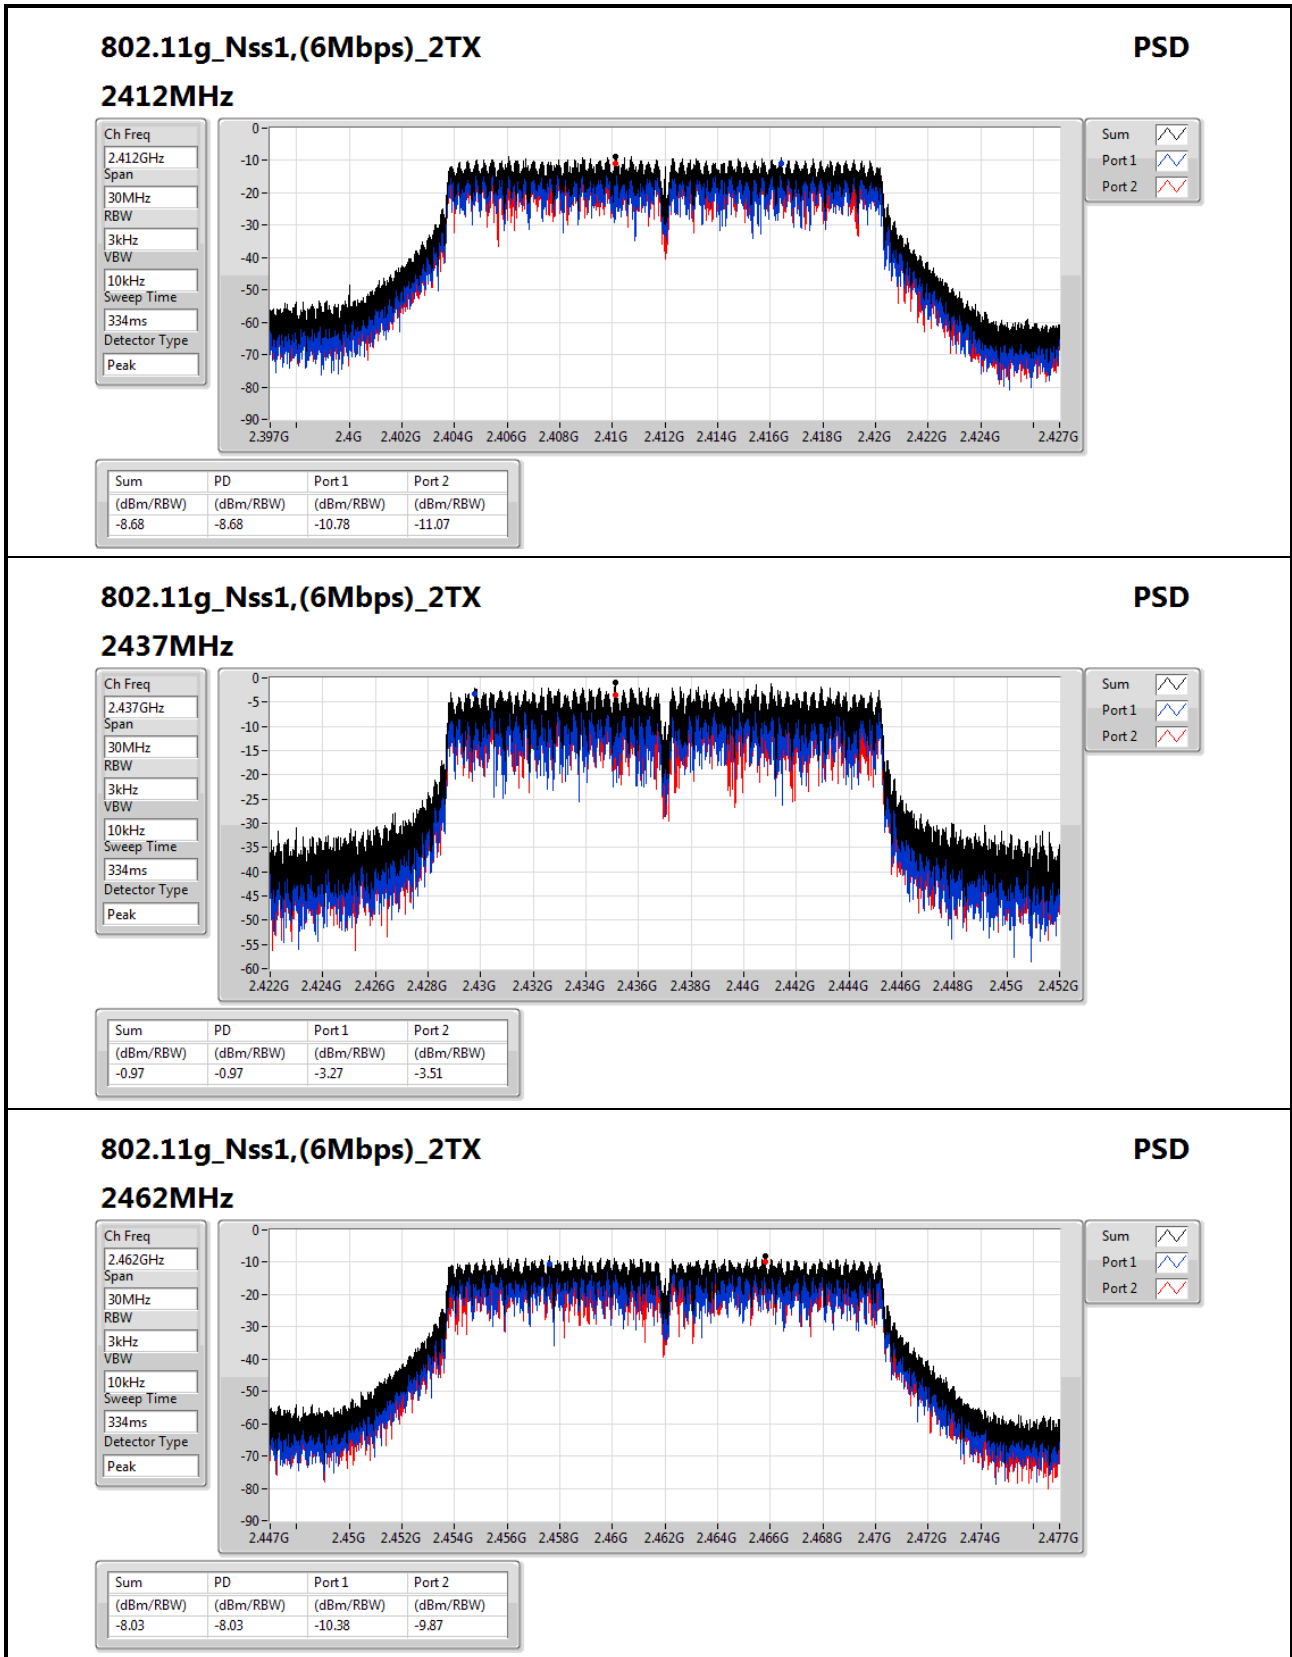 802.11g_Nss1,(6Mbps)_2TX PSD
2412MHz
Ch Freq
2.412GHz
Span
30MHz
RBW
3kHz
VBW
10kHz
Sweep Time
334ms
Detector Type
Peak
0
-10
-20
-30
-40
-50
-60
-70
-80
-90
2.397G 2.4G 2.402G 2.404G 2.406G 2.408G 2.41G 2.412G 2.414G 2.416G 2.418G 2.42G 2.422G 2.424G 2.427G
Sum
Port 1
Port 2
Sum PD Port 1 Port 2
(dBm/RBW) (dBm/RBW) (dBm/RBW) (dBm/RBW)
-8.68 -8.68 -10.78 -11.07
802.11g_Nss1,(6Mbps)_2TX PSD
2437MHz
Ch Freq
2.437GHz
Span
30MHz
RBW
3kHz
VBW
10kHz
Sweep Time
334ms
Detector Type
Peak
0
-5
-10
-15
-20
-25
-30
-35
-40
-45
-50
-55
-60
2.422G 2.424G 2.426G 2.428G 2.43G 2.432G 2.434G 2.436G 2.438G 2.44G 2.442G 2.444G 2.446G 2.448G 2.45G 2.452G
Sum
Port 1
Port 2
Sum PD Port 1 Port 2
(dBm/RBW) (dBm/RBW) (dBm/RBW) (dBm/RBW)
-0.97 -0.97 -3.27 -3.51
802.11g_Nss1,(6Mbps)_2TX PSD
2462MHz
Ch Freq
2.462GHz
Span
30MHz
RBW
3kHz
VBW
10kHz
Sweep Time
334ms
Detector Type
Peak
0
-10
-20
-30
-40
-50
-60
-70
-80
-90
2.447G 2.45G 2.452G 2.454G 2.456G 2.458G 2.46G 2.462G 2.464G 2.466G 2.468G 2.47G 2.472G 2.474G 2.477G
Sum
Port 1
Port 2
Sum PD Port 1 Port 2
(dBm/RBW) (dBm/RBW) (dBm/RBW) (dBm/RBW)
-8.03 -8.03 -10.38 -9.87